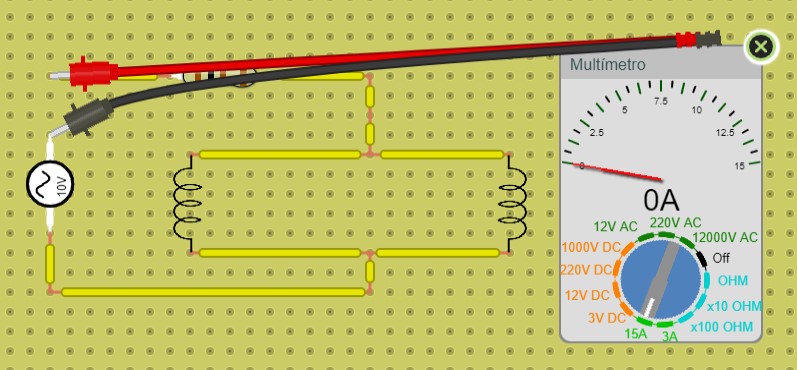 Multímetro
0
2.5
5
7.5
10
12.5
15
0A
12V AC
220V AC
12000V AC
1000V DC
Off
220V DC
OHM
12V DC
x10 OHM
3V DC
x100 OHM
15A
3A
10V